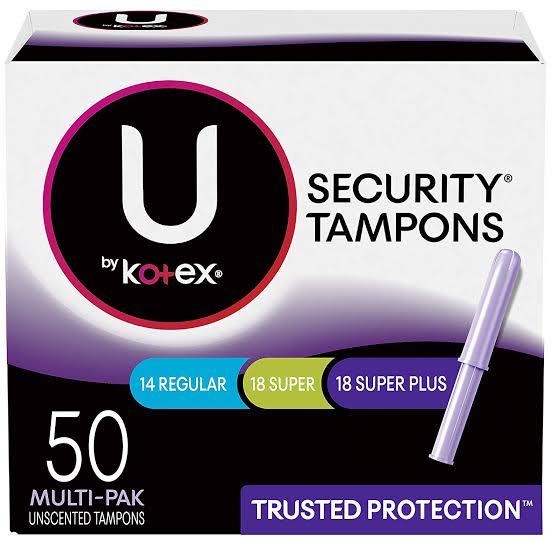 U
by kotex®
SECURITY®
TAMPONS
14 REGULAR
18 SUPER
18 SUPER PLUS
50
MULTI-PAK
UNSCENTED TAMPONS
TRUSTED PROTECTION™